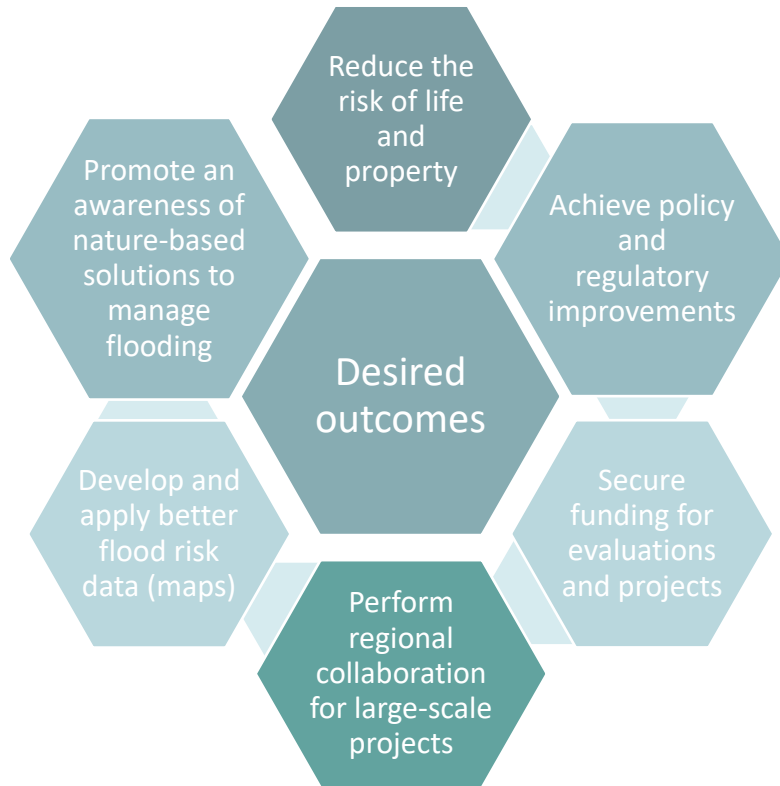 Reduce the
risk of life
and
property
Achieve policy
and
regulatory
improvements
Secure
funding for
evaluations
and projects
Perform
regional
collaboration
for large-scale
projects
Develop and
apply better
flood risk
data (maps)
Promote an
awareness of
nature-based
solutions to
manage
flooding
Desired
outcomes